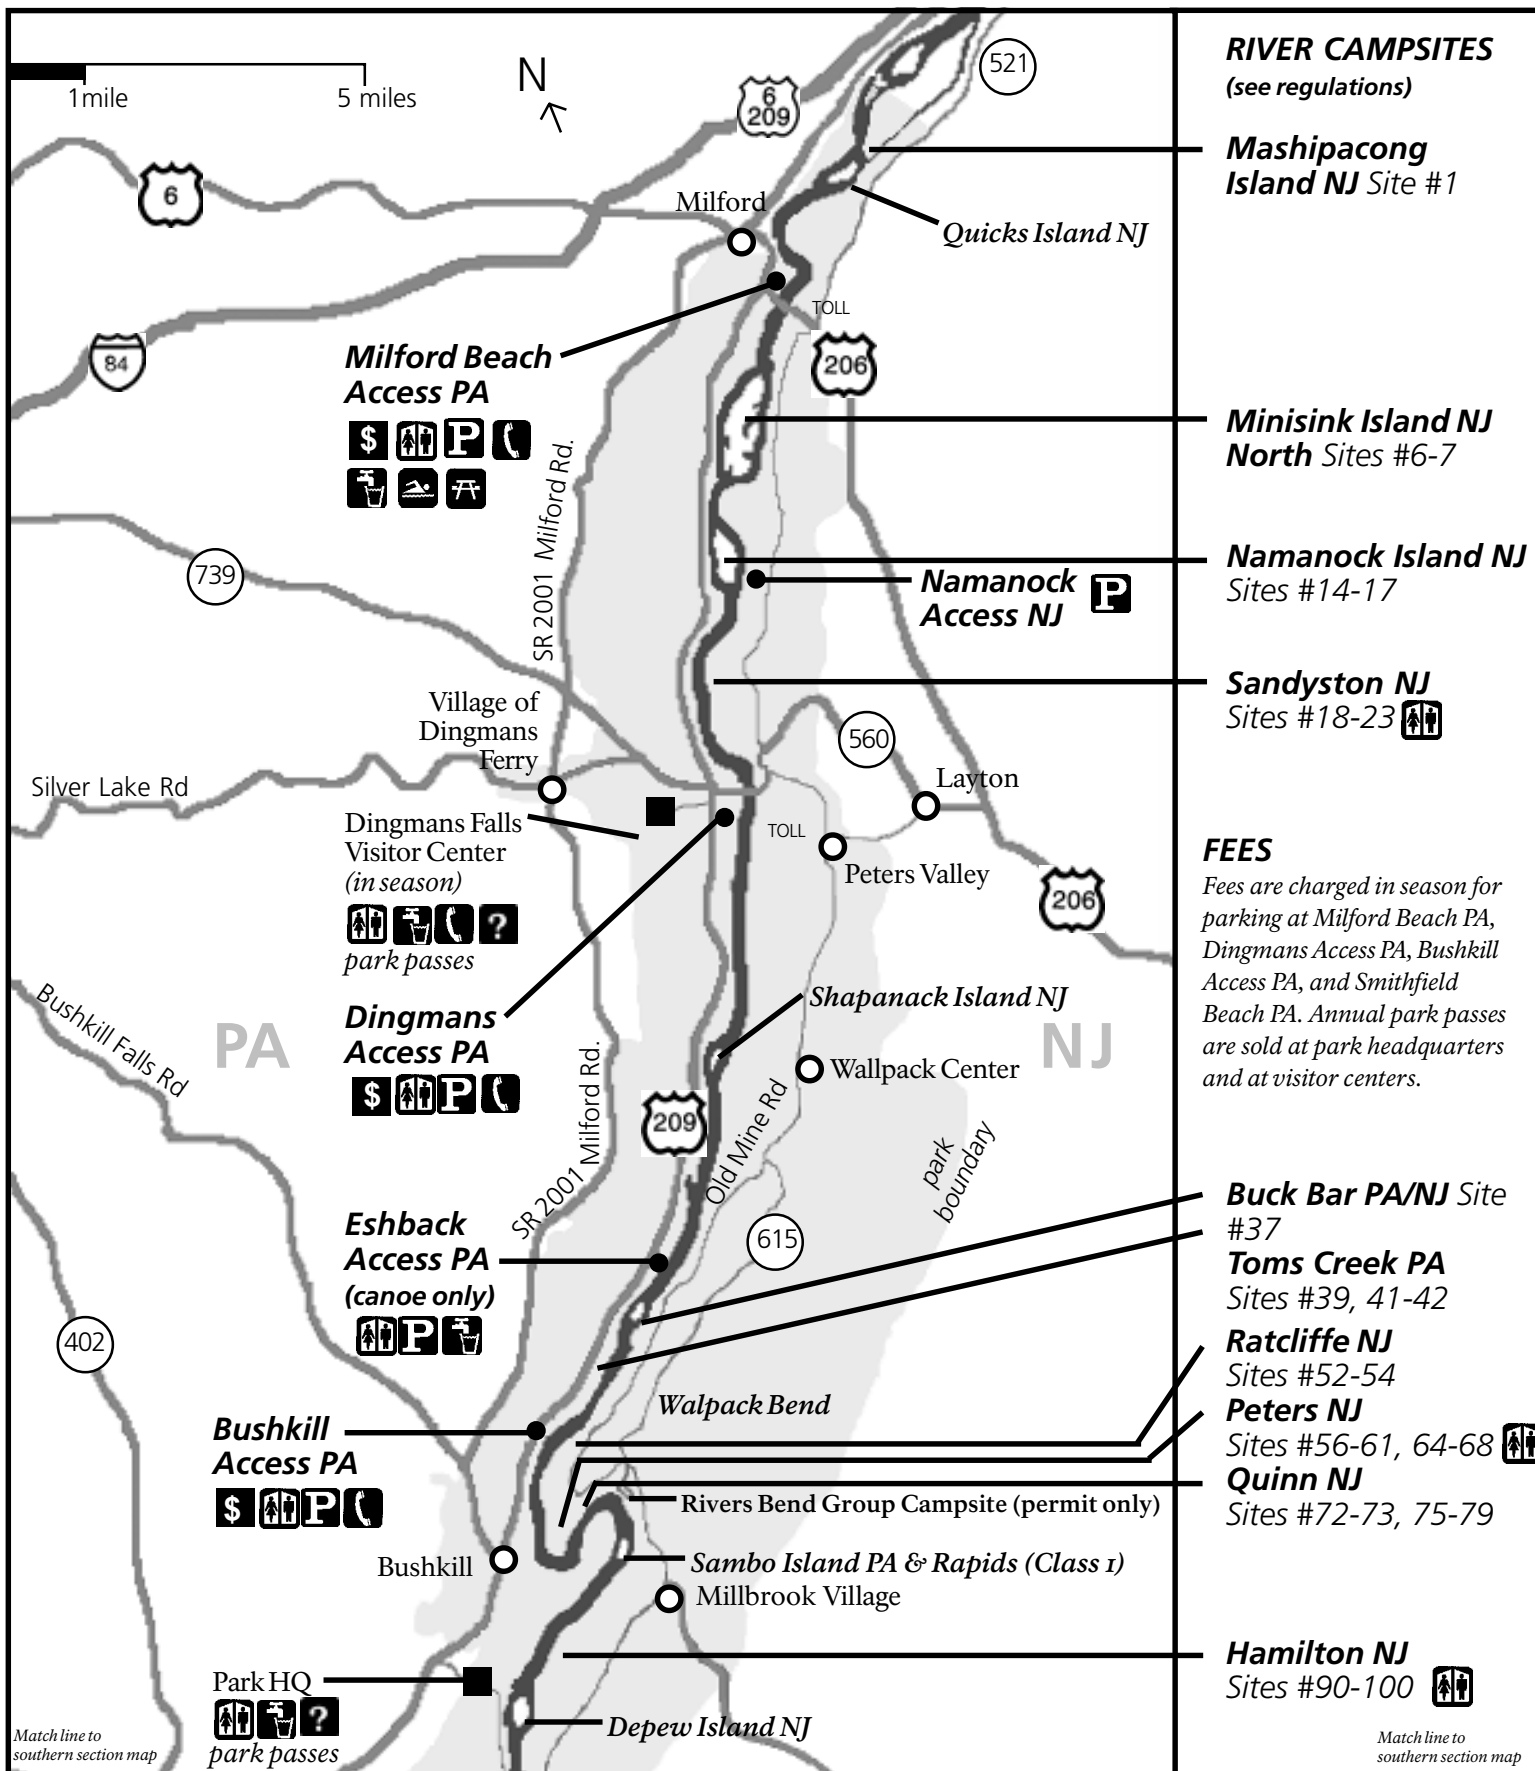 1mile
5 miles
N
6
209
521
6
Milford
Quicks Island NJ
TOLL
84
206
Milford Beach
Access PA
$
P
SR 2001 Milford Rd.
739
Namanock
Access NJ
P
Village of
Dingmans
Ferry
560
Silver Lake Rd
Layton
Dingmans Falls
Visitor Center
(in season)
?
park passes
TOLL
Peters Valley
206
Bushkill Falls Rd
PA
NJ
Dingmans
Access PA
$
P
Shapanack Island NJ
Wallpack Center
209
Old Mine Rd
park
boundary
SR 2001 Milford Rd.
Eshback
Access PA
(canoe only)
P
615
402
Walpack Bend
Bushkill
Access PA
$
P
Rivers Bend Group Campsite (permit only)
Bushkill
Sambo Island PA & Rapids (Class 1)
Millbrook Village
Park HQ
?
park passes
Depew Island NJ
Match line to
southern section map
RIVER CAMPSITES
(see regulations)
Mashipacong
Island NJ Site #1
Minisink Island NJ
North Sites #6-7
Namanock Island NJ
Sites #14-17
Sandyston NJ
Sites #18-23
FEES
Fees are charged in season for
parking at Milford Beach PA,
Dingmans Access PA, Bushkill
Access PA, and Smithfield
Beach PA. Annual park passes
are sold at park headquarters
and at visitor centers.
Buck Bar PA/NJ Site
#37
Toms Creek PA
Sites #39, 41-42
Ratcliffe NJ
Sites #52-54
Peters NJ
Sites #56-61, 64-68
Quinn NJ
Sites #72-73, 75-79
Hamilton NJ
Sites #90-100
Match line to
southern section map